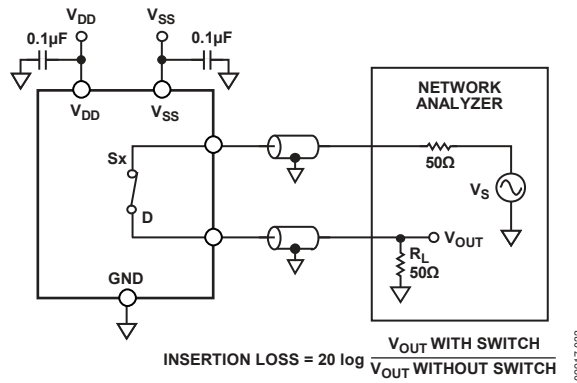 VDD
VSS
0.1µF
0.1µF
VDD
VSS
NETWORK
ANALYZER
Sx
50Ω
VS
D
VOUT
RL
50Ω
GND
INSERTION LOSS = 20 log VOUT WITH SWITCH
VOUT WITHOUT SWITCH